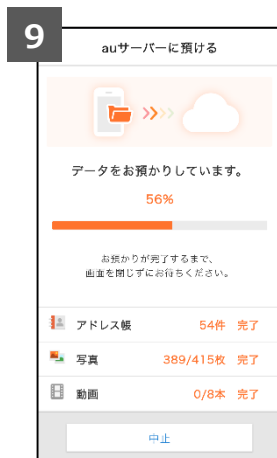 9
auサーバーに預ける
データをお預かりしています。
56%
お預かりが完了するまで、
画面を閉じずにお待ちください。
アドレス帳 54件 完了
写真 389/415枚 完了
動画 0/8本 完了
中止